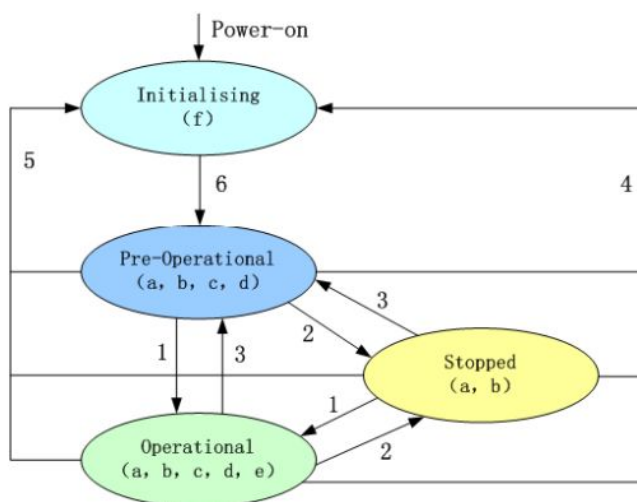 Power-on
Initialising
(f)
5
6
4
Pre-Operational
(a, b, c, d)
3
2
1
3
Stopped
(a, b)
1
Operational
(a, b, c, d, e)
2